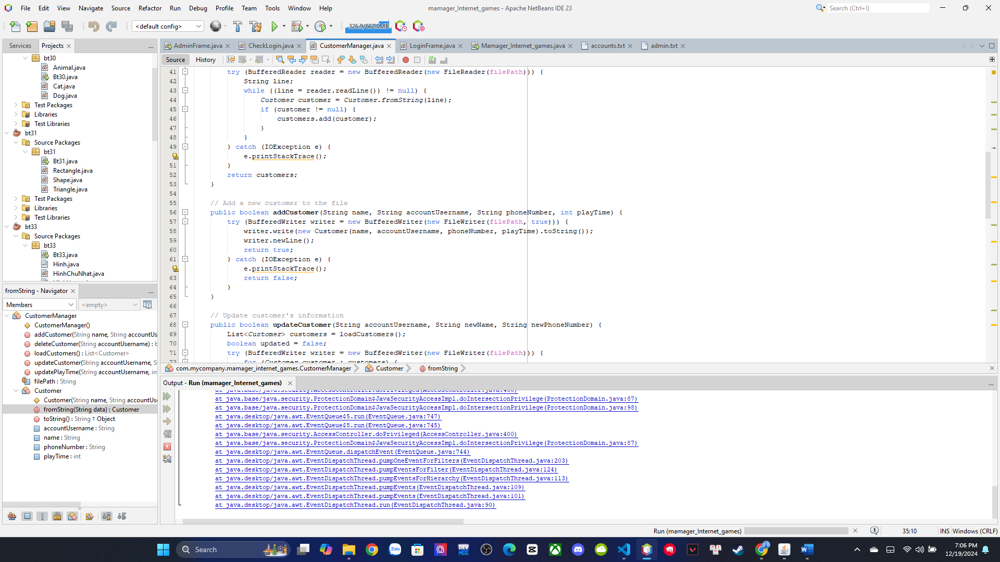 File Edit View Navigate Source Refactor Run Debug Profile Team Tools Window Help
mamager_Internet_games - Apache NetBeans IDE 23
Search (Ctrl+I)
<default config>
326.9/662.0MB
Services Projects
AdminFrame.java CheckLogin.java CustomerManager.java LoginFrame.java Mamager_Internet_games.java accounts.txt admin.txt
Source History
bt30
Animal.java
Bt30.java
Cat.java
Dog.java
Test Packages
Libraries
Test Libraries
bt31
Source Packages
bt31
Bt31.java
Rectangle.java
Shape.java
Triangle.java
Test Packages
Libraries
Test Libraries
bt33
Source Packages
bt33
Bt33.java
Hinh.java
HinhChuNhat.java
fromString - Navigator
Members <empty>
CustomerManager
CustomerManager()
addCustomer(String name, String accountUs
deleteCustomer(String accountUsername) : b
loadCustomers() : List<Customer>
updateCustomer(String accountUsername, S
updatePlayTime(String accountUsername, in
filePath : String
Customer
Customer(String name, String accountUse
fromString(String data) : Customer
toString() : String ↑ Object
accountUsername : String
name : String
phoneNumber : String
playTime : int
41 try (BufferedReader reader = new BufferedReader(new FileReader(filePath))) {
42 String line;
43 while ((line = reader.readLine()) != null) {
44 Customer customer = Customer.fromString(line);
45 if (customer != null) {
46 customers.add(customer);
47 }
48 }
49 } catch (IOException e) {
e.printStackTrace();
51 }
52 return customers;
53 }
54
55 // Add a new customer to the file
56 public boolean addCustomer(String name, String accountUsername, String phoneNumber, int playTime) {
57 try (BufferedWriter writer = new BufferedWriter(new FileWriter(filePath, true))) {
58 writer.write(new Customer(name, accountUsername, phoneNumber, playTime).toString());
59 writer.newLine();
60 return true;
61 } catch (IOException e) {
e.printStackTrace();
63 return false;
64 }
65 }
66
67 // Update customer's information
68 public boolean updateCustomer(String accountUsername, String newName, String newPhoneNumber) {
69 List<Customer> customers = loadCustomers();
70 boolean updated = false;
71 try (BufferedWriter writer = new BufferedWriter(new FileWriter(filePath))) {
72 for (Customer customer : customers) {
com.mycompany.mamager_internet_games.CustomerManager Customer fromString
Output - Run (mamager_Internet_games)
at java.base/java.security.AccessController.doPrivileged(AccessController.java:400)
at java.base/java.security.ProtectionDomain$JavaSecurityAccessImpl.doIntersectionPrivilege(ProtectionDomain.java:87)
at java.base/java.security.ProtectionDomain$JavaSecurityAccessImpl.doIntersectionPrivilege(ProtectionDomain.java:98)
at java.desktop/java.awt.EventQueue$5.run(EventQueue.java:747)
at java.desktop/java.awt.EventQueue$5.run(EventQueue.java:745)
at java.base/java.security.AccessController.doPrivileged(AccessController.java:400)
at java.base/java.security.ProtectionDomain$JavaSecurityAccessImpl.doIntersectionPrivilege(ProtectionDomain.java:87)
at java.desktop/java.awt.EventQueue.dispatchEvent(EventQueue.java:744)
at java.desktop/java.awt.EventDispatchThread.pumpOneEventForFilters(EventDispatchThread.java:203)
at java.desktop/java.awt.EventDispatchThread.pumpEventsForFilter(EventDispatchThread.java:124)
at java.desktop/java.awt.EventDispatchThread.pumpEventsForHierarchy(EventDispatchThread.java:113)
at java.desktop/java.awt.EventDispatchThread.pumpEvents(EventDispatchThread.java:109)
at java.desktop/java.awt.EventDispatchThread.pumpEvents(EventDispatchThread.java:101)
at java.desktop/java.awt.EventDispatchThread.run(EventDispatchThread.java:90)
Run (mamager_Internet_games) 1 35:10 INS Windows (CRLF)
Search
Zalo
DEV
7:06 PM
12/19/2024